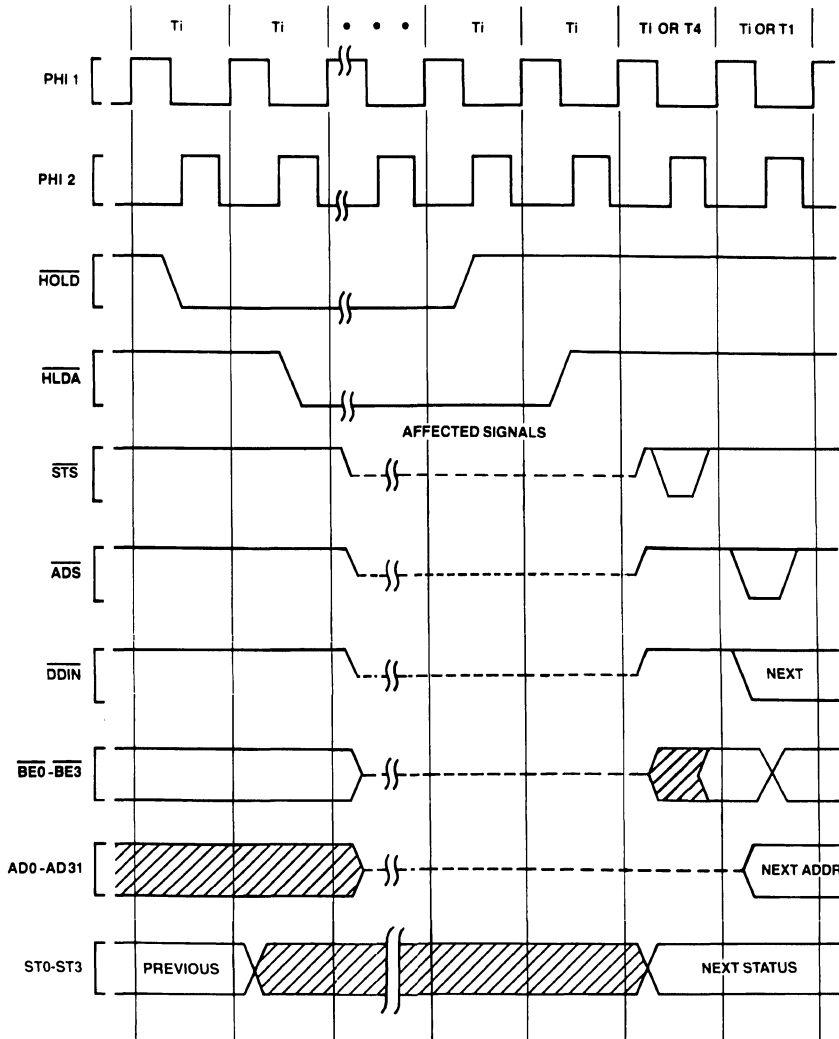 Ti Ti • • • Ti Ti Ti OR T4 Ti OR T1
PHI 1
PHI 2
HOLD
HLDA
AFFECTED SIGNALS
STS
ADS
DDIN NEXT
BE0-BE3
AD0-AD31 NEXT ADDR
ST0-ST3 PREVIOUS NEXT STATUS